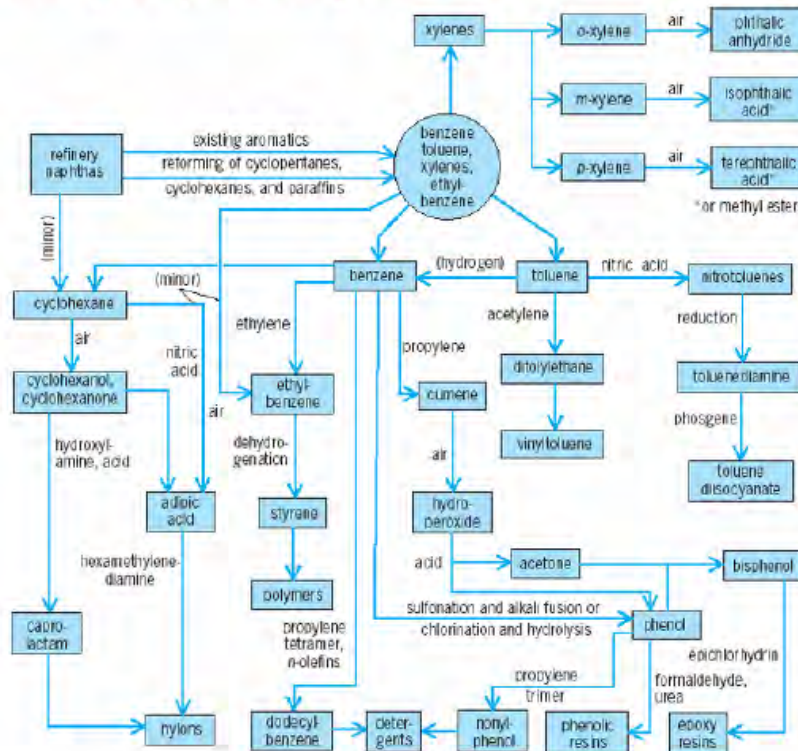 xylenes
o-xylene
air
phthalic
anhydride
m-xylene
air
isophthalic
acid*
p-xylene
air
terephthalic
acid*
*or methyl ester
refinery
naphthas
existing aromatics
reforming of cyclopentanes,
cyclohexanes, and paraffins
benzene
toluene,
xylenes,
ethyl-
benzene
(minor)
(minor)
benzene
(hydrogen)
toluene
nitric acid
nitrotoluenes
cyclohexane
air
nitric
acid
ethylene
propylene
acetylene
reduction
cyclohexanol,
cyclohexanone
air
ethyl-
benzene
cumene
ditolylethane
toluenediamine
hydroxyl-
amine, acid
dehydro-
genation
air
vinyltoluene
phosgene
toluene
diisocyanate
adipic
acid
styrene
hydro-
peroxide
hexamethylene-
diamine
acid
acetone
bisphenol
polymers
sulfonation and alkali fusion or
chlorination and hydrolysis
phenol
capro-
lactam
propylene
tetramer,
n-olefins
epichlorhydrin
propylene
trimer
formaldehyde,
urea
nylons
dodecyl-
benzene
deter-
gents
nonyl-
phenol
phenolic
resins
epoxy
resins